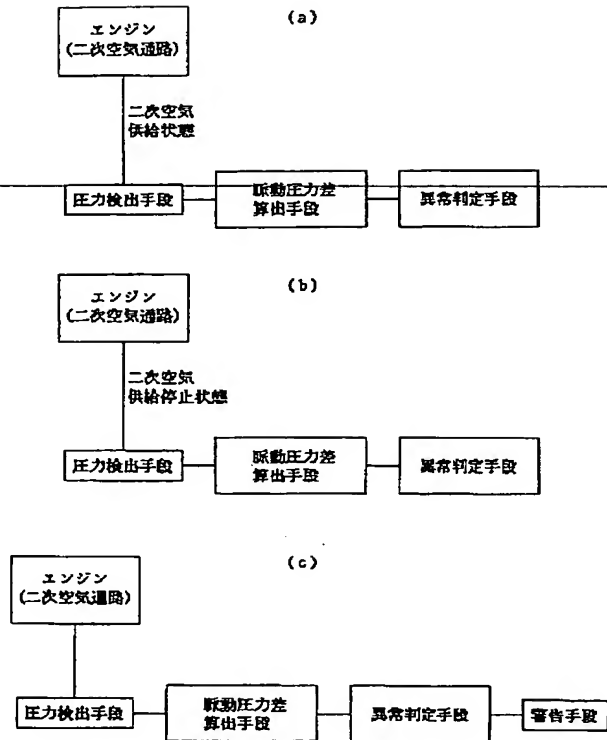 (a)
エンジン
(二次空気通路)
二次空気
供給状態
圧力検出手段
脈動圧力差
算出手段
異常判定手段
(b)
エンジン
(二次空気通路)
二次空気
供給停止状態
圧力検出手段
脈動圧力差
算出手段
異常判定手段
(c)
エンジン
(二次空気通路)
圧力検出手段
脈動圧力差
算出手段
異常判定手段
警告手段